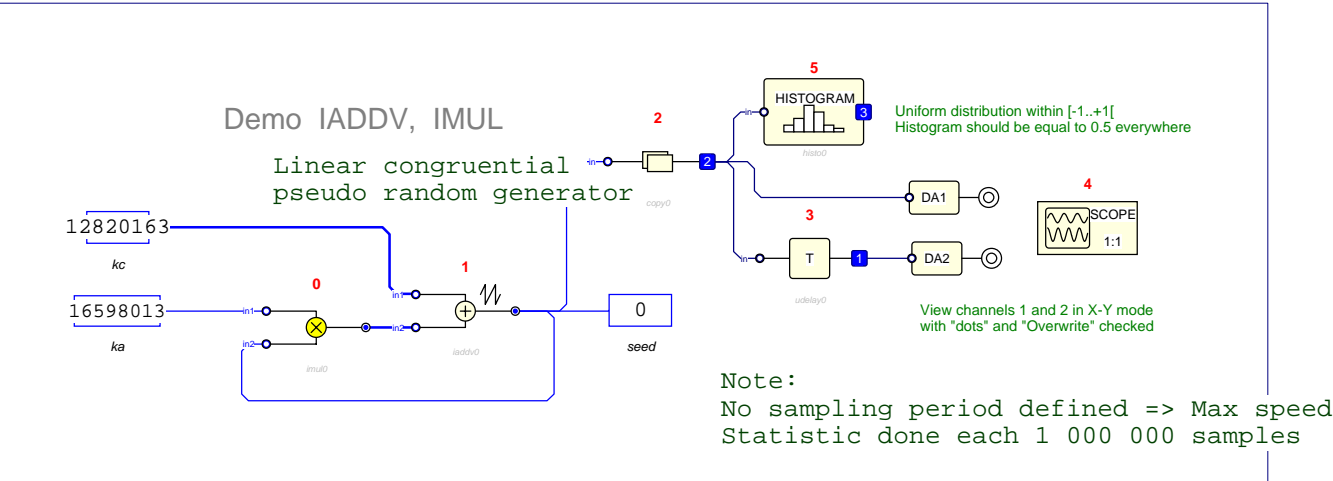 5
HISTOGRAM
in
3
histo0
Uniform distribution within [-1..+1[
Histogram should be equal to 0.5 everywhere
Demo IADDV, IMUL
2
Linear congruential
pseudo random generator
in
2
copy0
DA1
4
SCOPE
1:1
3
in
T
1
DA2
udelay0
12820163
kc
0
1
in1
in2
iaddv0
16598013
ka
in1
in2
imul0
0
seed
View channels 1 and 2 in X-Y mode
with "dots" and "Overwrite" checked
Note:
No sampling period defined => Max speed
Statistic done each 1 000 000 samples